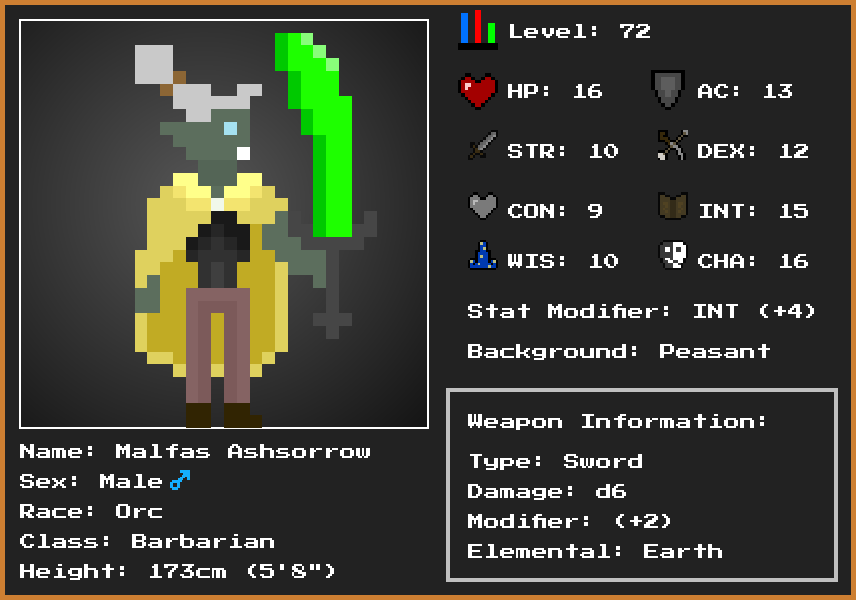 Level: 72
HP: 16
AC: 13
STR: 10
DEX: 12
CON: 9
INT: 15
WIS: 10
CHA: 16
Stat Modifier: INT (+4)
Background: Peasant
Weapon Information:
Type: Sword
Damage: d6
Modifier: (+2)
Elemental: Earth
Name: Malfas Ashsorrow
Sex: Male ♂
Race: Orc
Class: Barbarian
Height: 173cm (5'8")